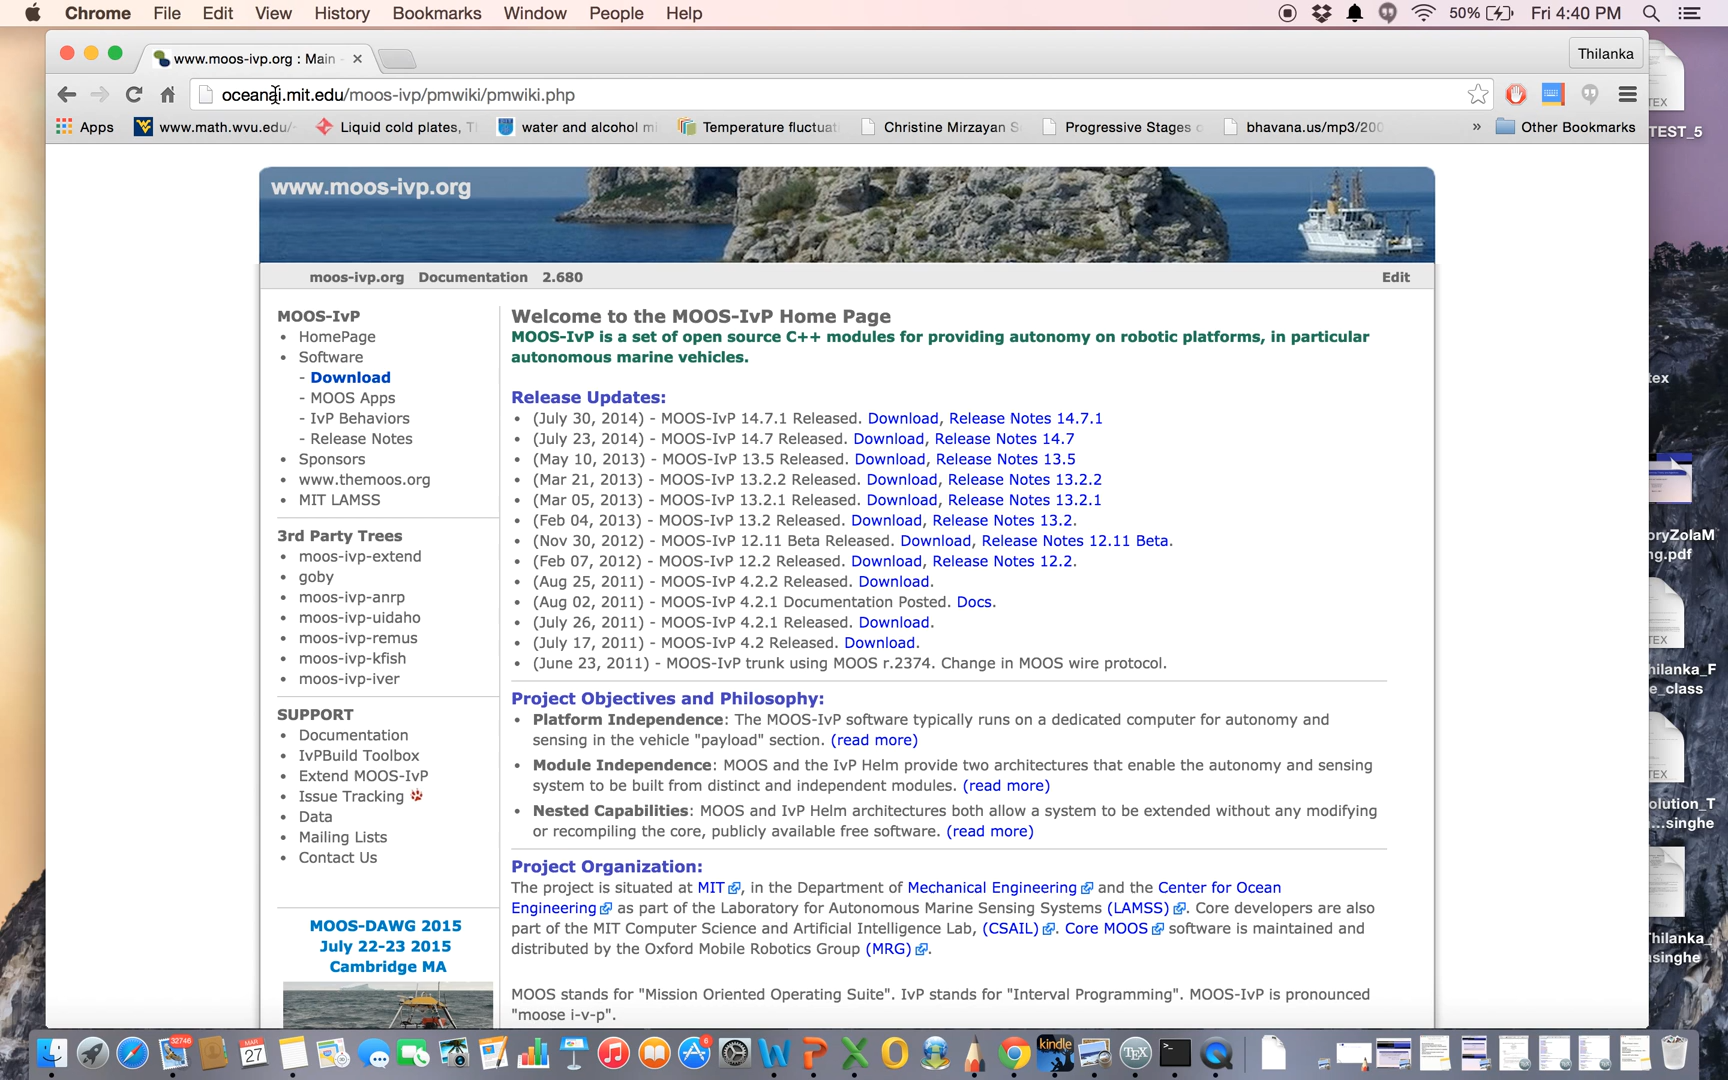 Chrome File Edit View History Bookmarks Window People Help 50% Fri 4:40 PM
www.moos-ivp.org : Main Thilanka
oceanai.mit.edu/moos-ivp/pmwiki/pmwiki.php
Apps www.math.wvu.edu/ Liquid cold plates, T water and alcohol mi Temperature fluctuat Christine Mirzayan S Progressive Stages bhavana.us/mp3/200 » Other Bookmarks
www.moos-ivp.org
moos-ivp.org Documentation 2.680 Edit
MOOS-IvP
• HomePage
• Software
- Download
- MOOS Apps
- IvP Behaviors
- Release Notes
• Sponsors
• www.themoos.org
• MIT LAMSS
3rd Party Trees
• moos-ivp-extend
• goby
• moos-ivp-anrp
• moos-ivp-uidaho
• moos-ivp-remus
• moos-ivp-kfish
• moos-ivp-iver
SUPPORT
• Documentation
• IvPBuild Toolbox
• Extend MOOS-IvP
• Issue Tracking
• Data
• Mailing Lists
• Contact Us
MOOS-DAWG 2015
July 22-23 2015
Cambridge MA
Welcome to the MOOS-IvP Home Page
MOOS-IvP is a set of open source C++ modules for providing autonomy on robotic platforms, in particular
autonomous marine vehicles.
Release Updates:
• (July 30, 2014) - MOOS-IvP 14.7.1 Released. Download, Release Notes 14.7.1
• (July 23, 2014) - MOOS-IvP 14.7 Released. Download, Release Notes 14.7
• (May 10, 2013) - MOOS-IvP 13.5 Released. Download, Release Notes 13.5
• (Mar 21, 2013) - MOOS-IvP 13.2.2 Released. Download, Release Notes 13.2.2
• (Mar 05, 2013) - MOOS-IvP 13.2.1 Released. Download, Release Notes 13.2.1
• (Feb 04, 2013) - MOOS-IvP 13.2 Released. Download, Release Notes 13.2.
• (Nov 30, 2012) - MOOS-IvP 12.11 Beta Released. Download, Release Notes 12.11 Beta.
• (Feb 07, 2012) - MOOS-IvP 12.2 Released. Download, Release Notes 12.2.
• (Aug 25, 2011) - MOOS-IvP 4.2.2 Released. Download.
• (Aug 02, 2011) - MOOS-IvP 4.2.1 Documentation Posted. Docs.
• (July 26, 2011) - MOOS-IvP 4.2.1 Released. Download.
• (July 17, 2011) - MOOS-IvP 4.2 Released. Download.
• (June 23, 2011) - MOOS-IvP trunk using MOOS r.2374. Change in MOOS wire protocol.
Project Objectives and Philosophy:
• Platform Independence: The MOOS-IvP software typically runs on a dedicated computer for autonomy and
sensing in the vehicle "payload" section. (read more)
• Module Independence: MOOS and the IvP Helm provide two architectures that enable the autonomy and sensing
system to be built from distinct and independent modules. (read more)
• Nested Capabilities: MOOS and IvP Helm architectures both allow a system to be extended without any modifying
or recompiling the core, publicly available free software. (read more)
Project Organization:
The project is situated at MIT, in the Department of Mechanical Engineering and the Center for Ocean
Engineering as part of the Laboratory for Autonomous Marine Sensing Systems (LAMSS). Core developers are also
part of the MIT Computer Science and Artificial Intelligence Lab, (CSAIL). Core MOOS software is maintained and
distributed by the Oxford Mobile Robotics Group (MRG).
MOOS stands for "Mission Oriented Operating Suite". IvP stands for "Interval Programming". MOOS-IvP is pronounced
"moose i-v-p".
TEX
TEST_5
tex
oryZolaM
ng.pdf
TEX
hilanka_F
e_class
TEX
olution_T
...singhe
Thilanka_
singhe
32746
MAR
27
6
kindle
TEX